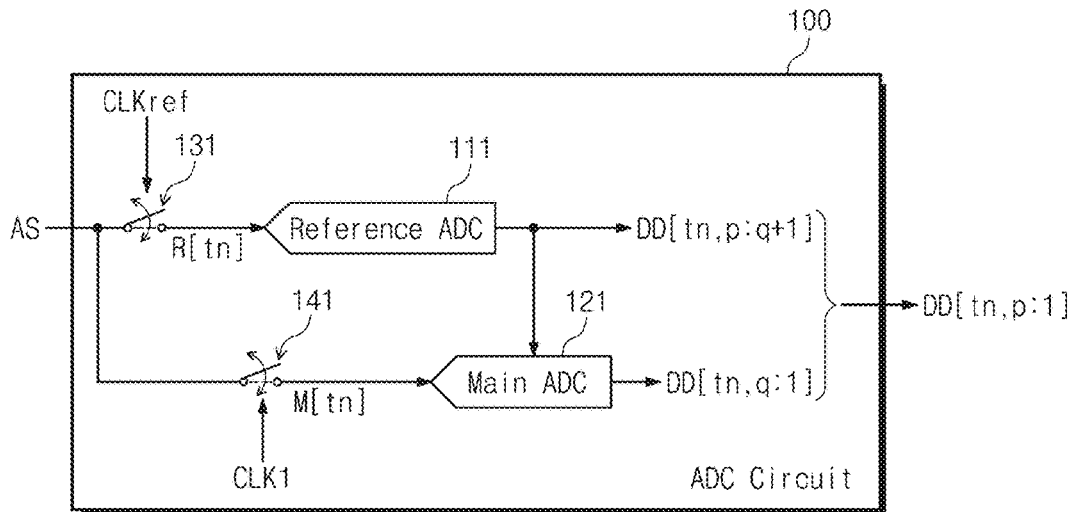 100
CLKref
131
111
AS
R[tn]
Reference ADC
DD[tn,p:q+1]
141
121
DD[tn,p:1]
M[tn]
Main ADC
DD[tn,q:1]
CLK1
ADC Circuit